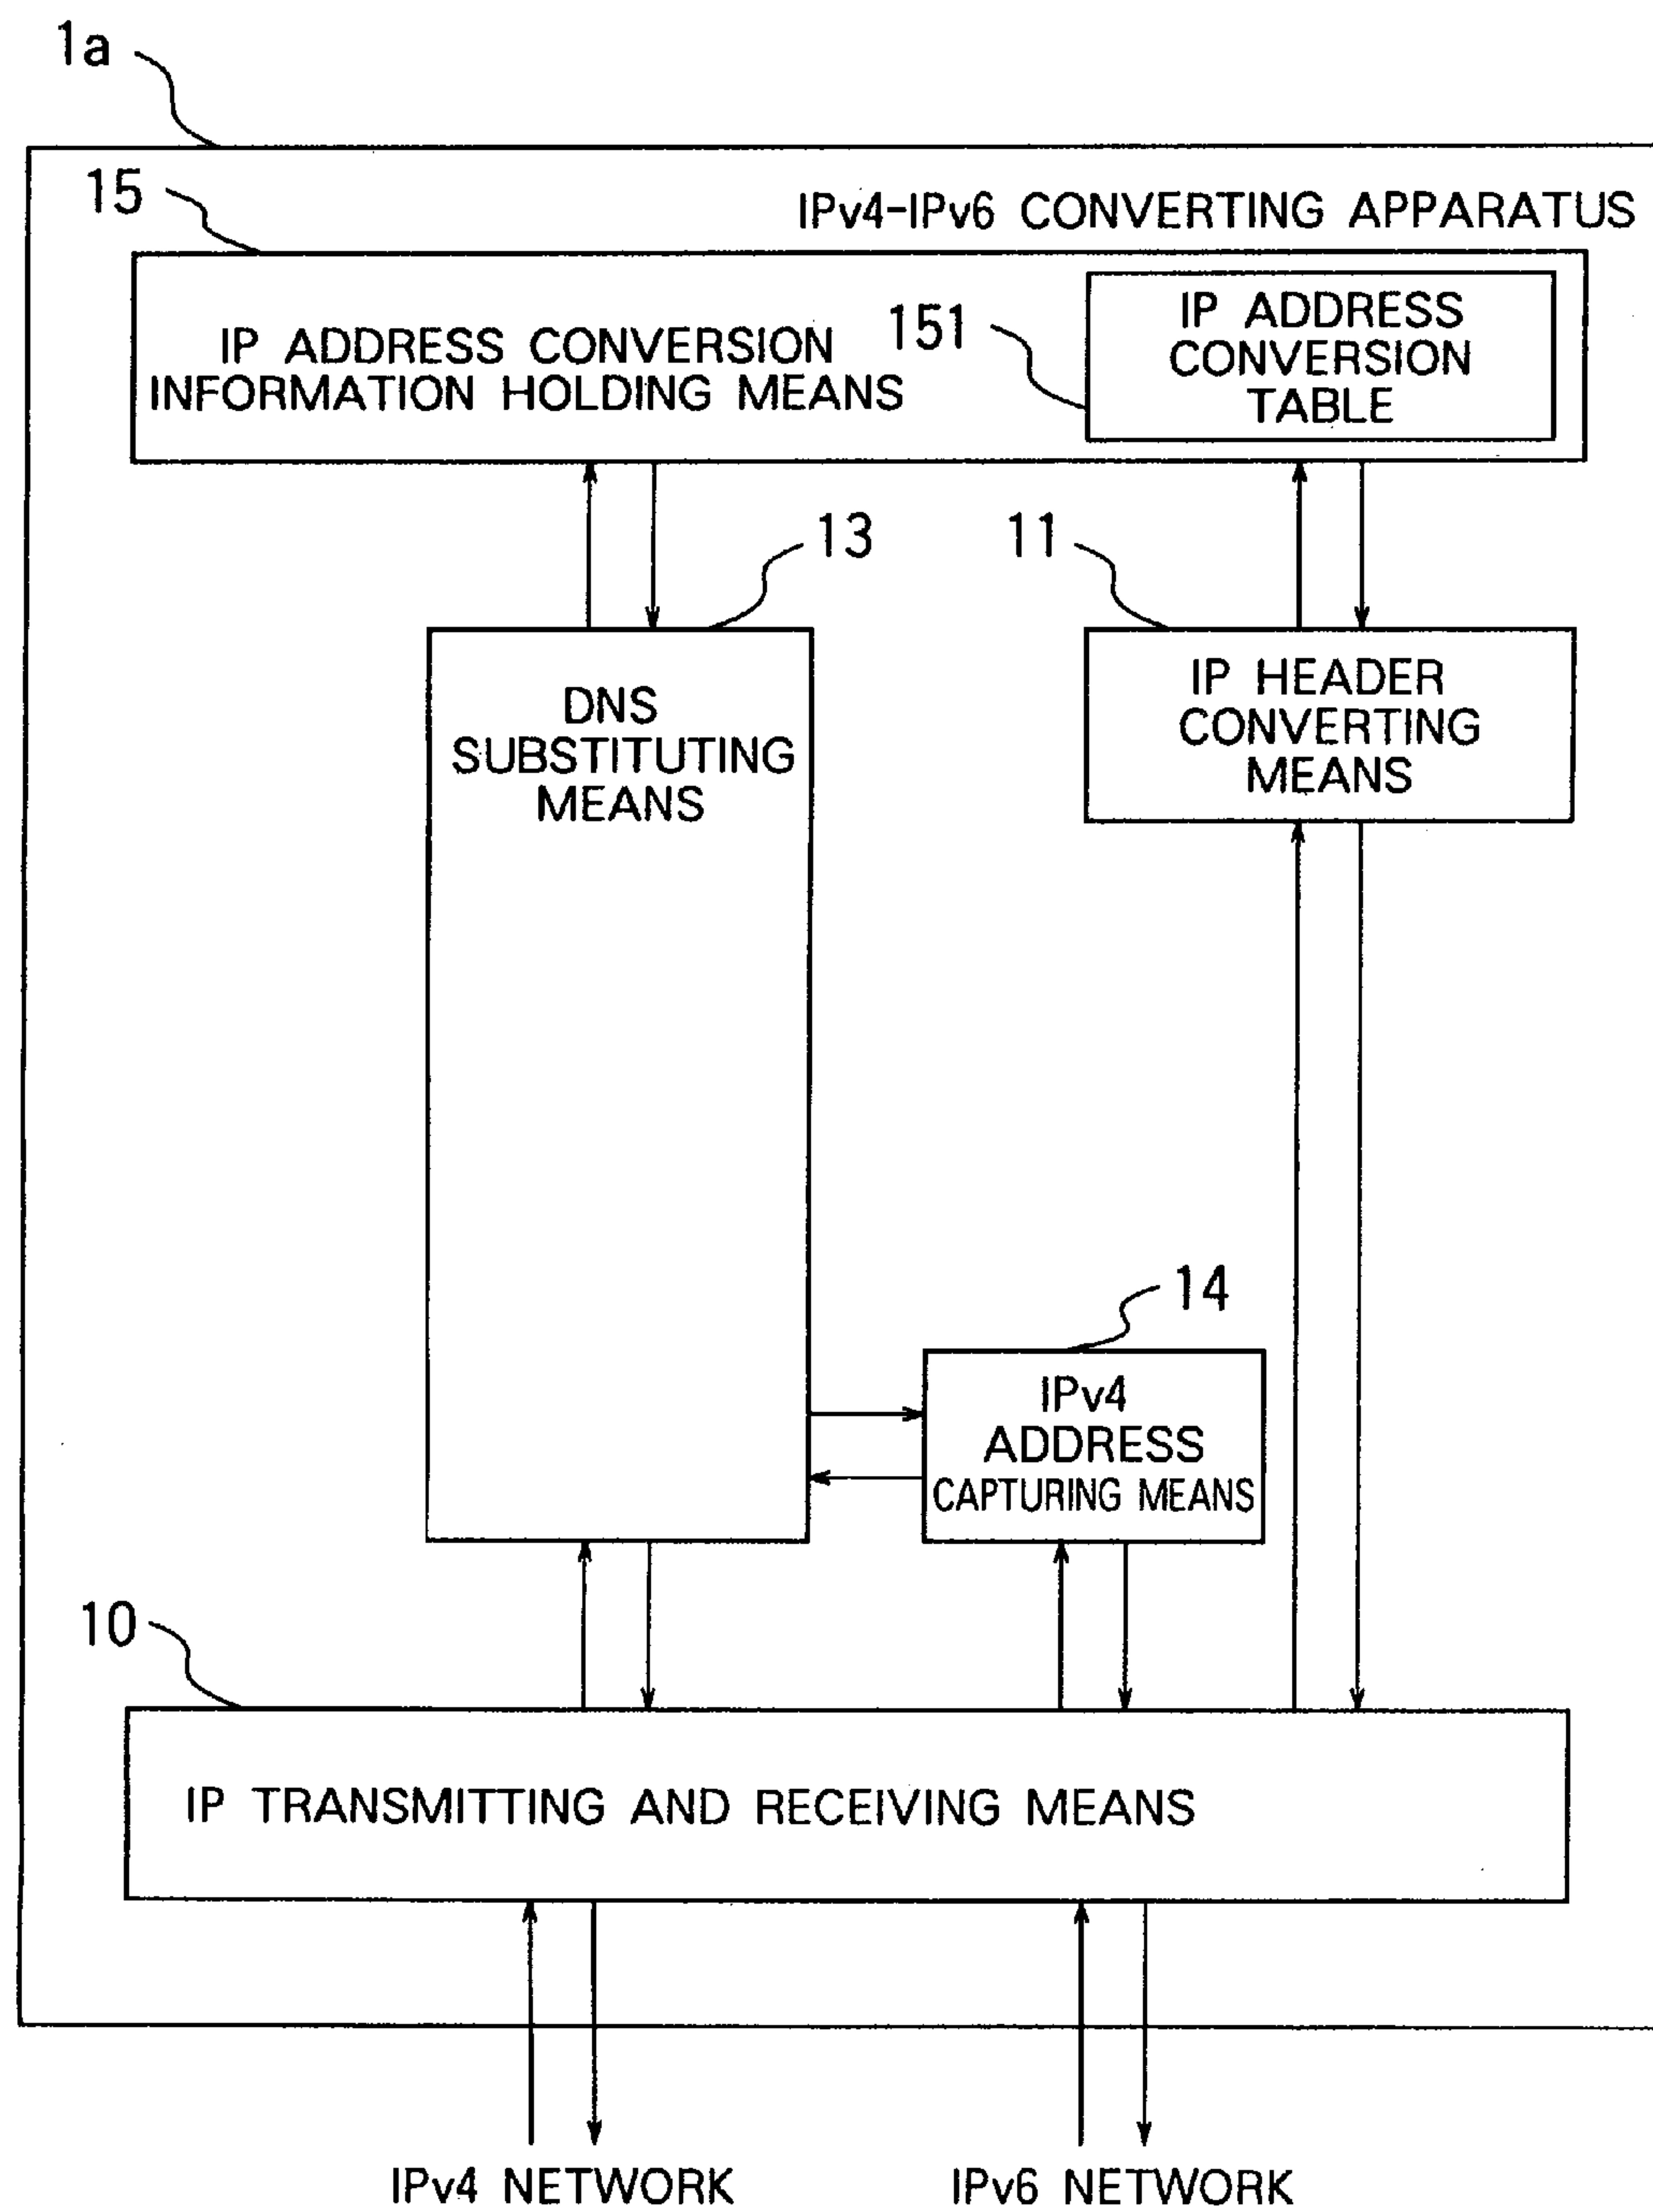 1a
15
IPv4-IPv6 CONVERTING APPARATUS
IP ADDRESS CONVERSION
INFORMATION HOLDING MEANS
151
IP ADDRESS
CONVERSION
TABLE
13
11
DNS
SUBSTITUTING
MEANS
IP HEADER
CONVERTING
MEANS
14
IPv4
ADDRESS
CAPTURING MEANS
10
IP TRANSMITTING AND RECEIVING MEANS
IPv4 NETWORK
IPv6 NETWORK